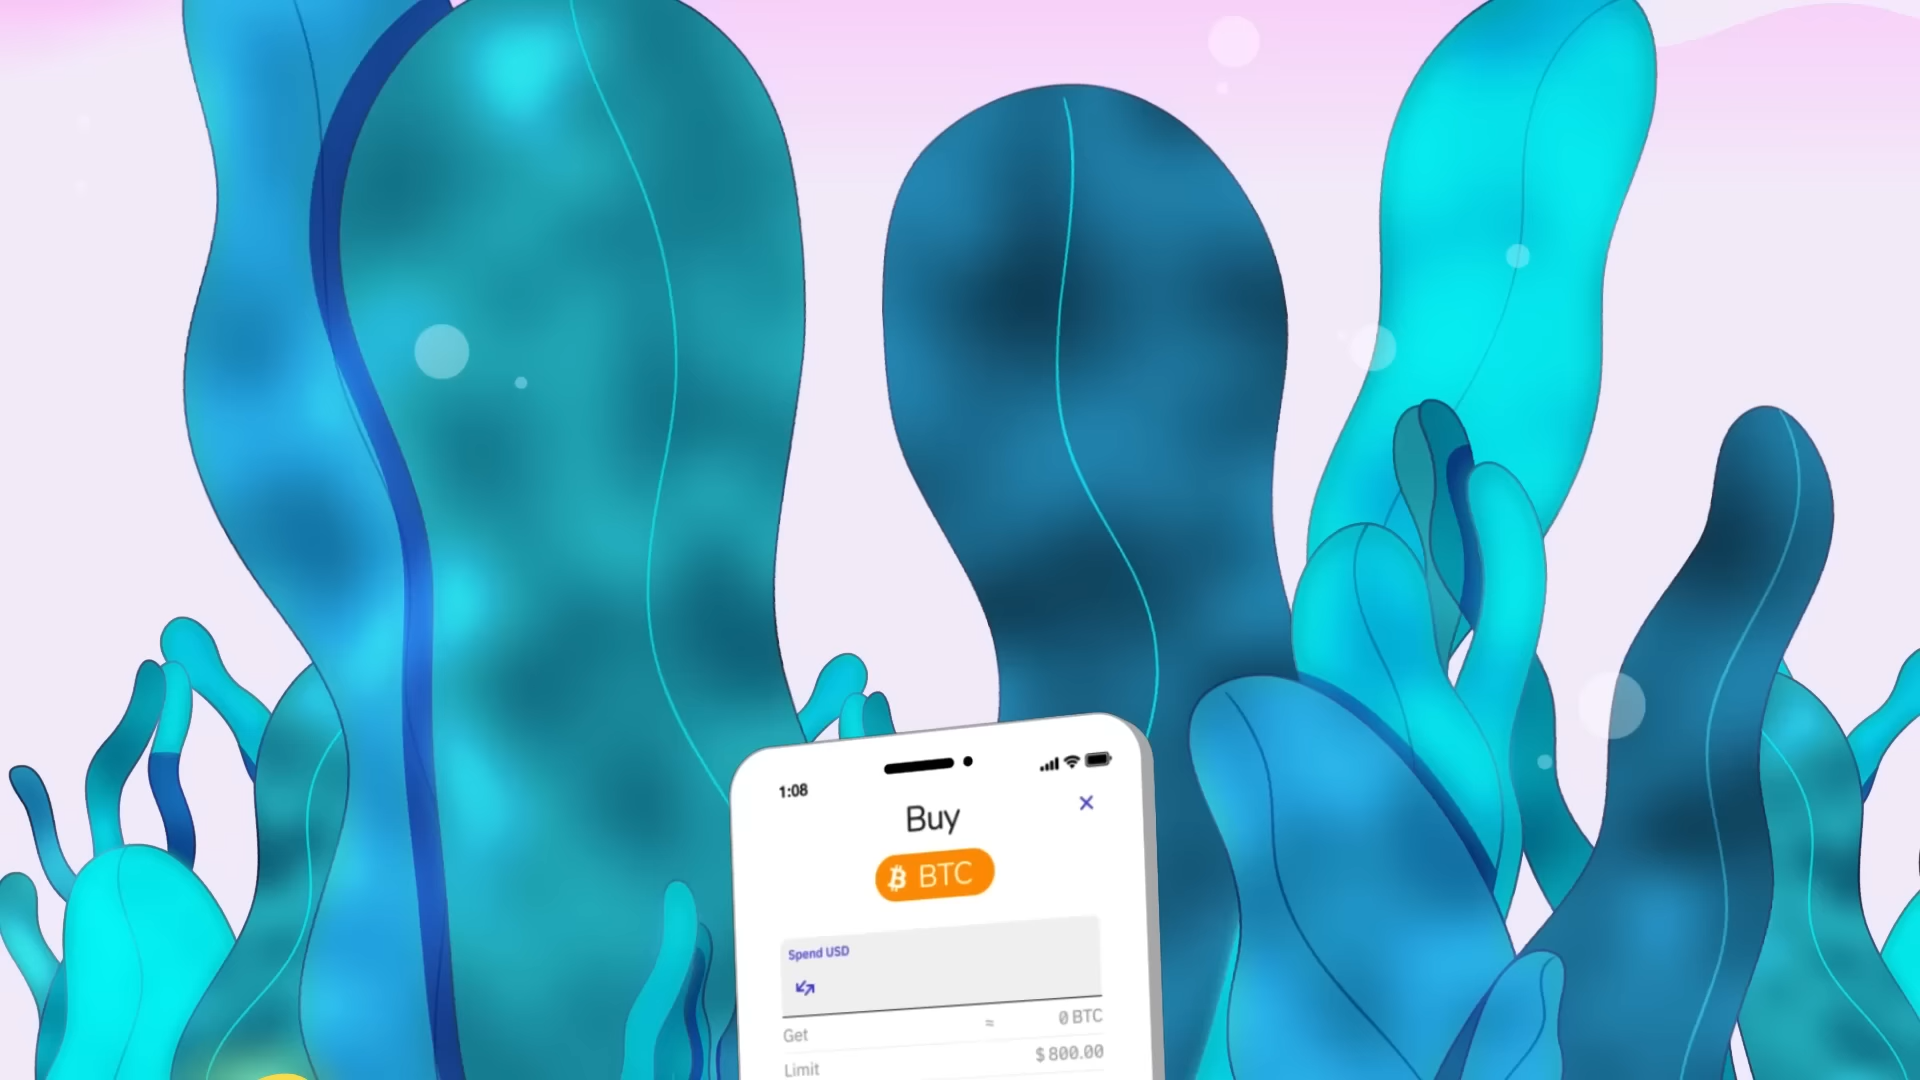 1:08
Buy
BTC
Spend USD
Get ≈ 0 BTC
Limit $ 800.00